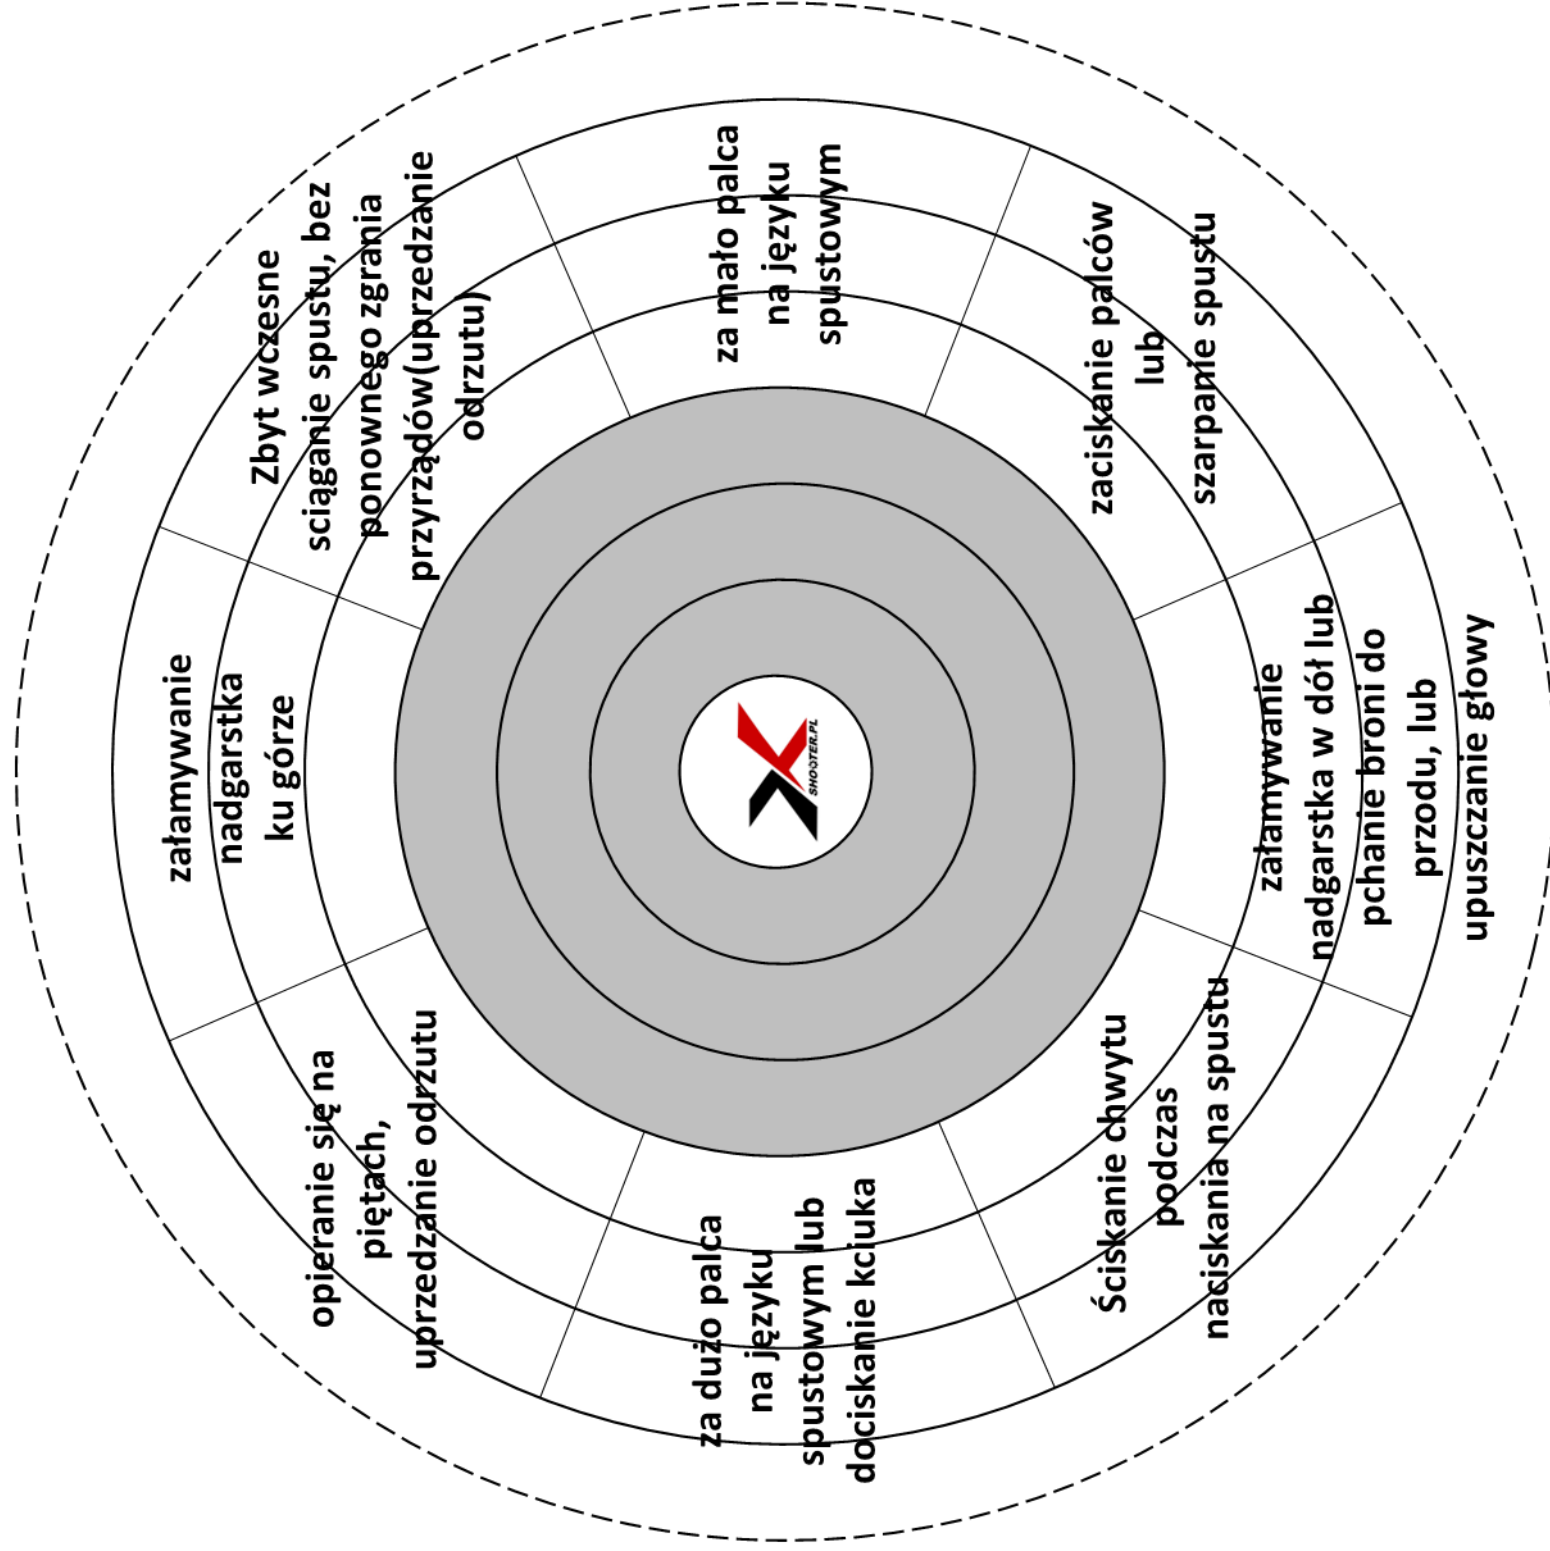 załamywanie
nadgarstka
ku górze
Zbyt wczesne
sciąganie spustu, bez
ponownego zgrania
przyrządów(uprzedzanie
odrzutu)
opieranie się na
piętach,
uprzedzanie odrzutu
za dużo palca
na języku
spustowym lub
dociskanie kciuka
X
SHOOTER.PL
za mało palca
na języku
spustowym
Ściskanie chwytu
podczas
naciskania na spustu
zaciskanie palców
lub
szarpanie spustu
załamywanie
nadgarstka w dół lub
pchanie broni do
przodu, lub
upuszczanie głowy